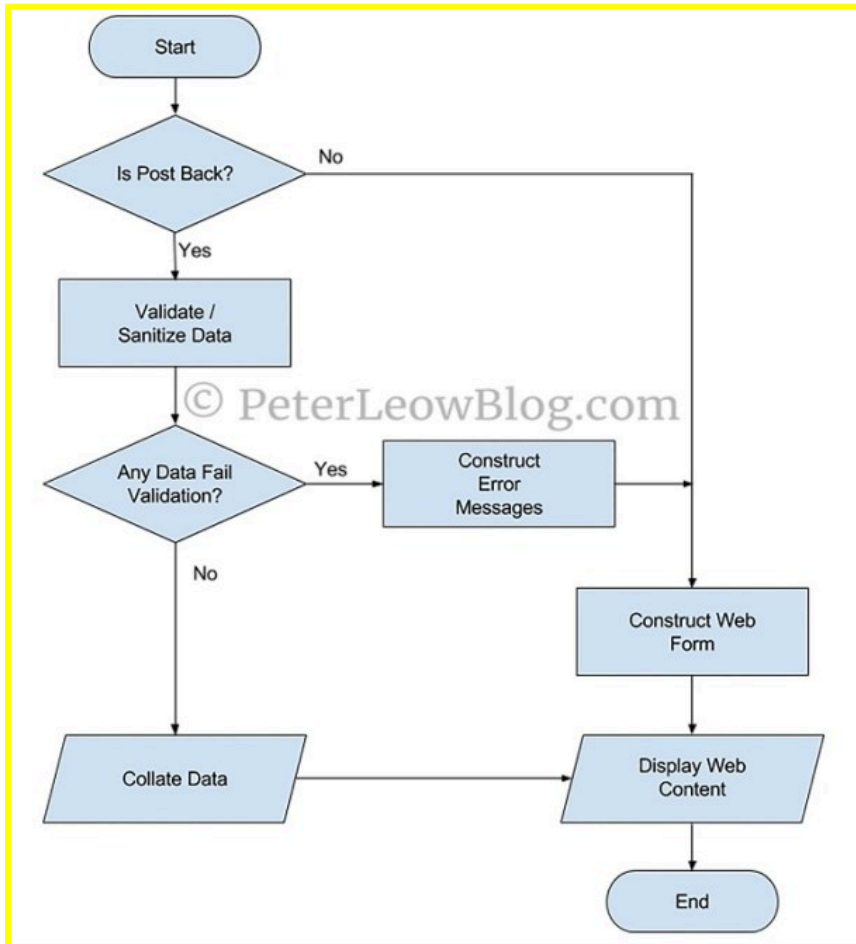 Start
Is Post Back?
No
Yes
Validate /
Sanitize Data
© PeterLeowBlog.com
Any Data Fail
Validation?
Yes
Construct
Error
Messages
No
Construct Web
Form
Collate Data
Display Web
Content
End